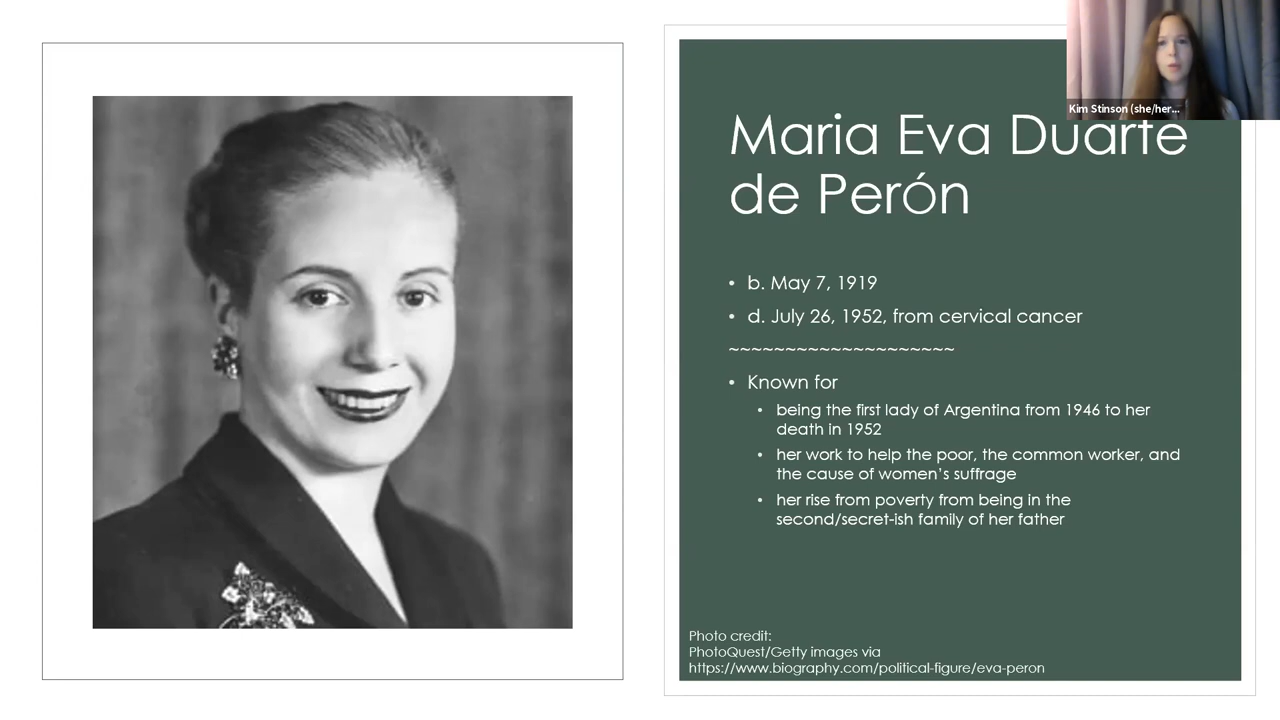 Kim Stinson (she/her...
Maria Eva Duarte
de Perón
• b. May 7, 1919
• d. July 26, 1952, from cervical cancer
~~~~~~~~~~~~~~~~~~~~
• Known for
• being the first lady of Argentina from 1946 to her
death in 1952
• her work to help the poor, the common worker, and
the cause of women's suffrage
• her rise from poverty from being in the
second/secret-ish family of her father
Photo credit:
PhotoQuest/Getty images via
https://www.biography.com/political-figure/eva-peron